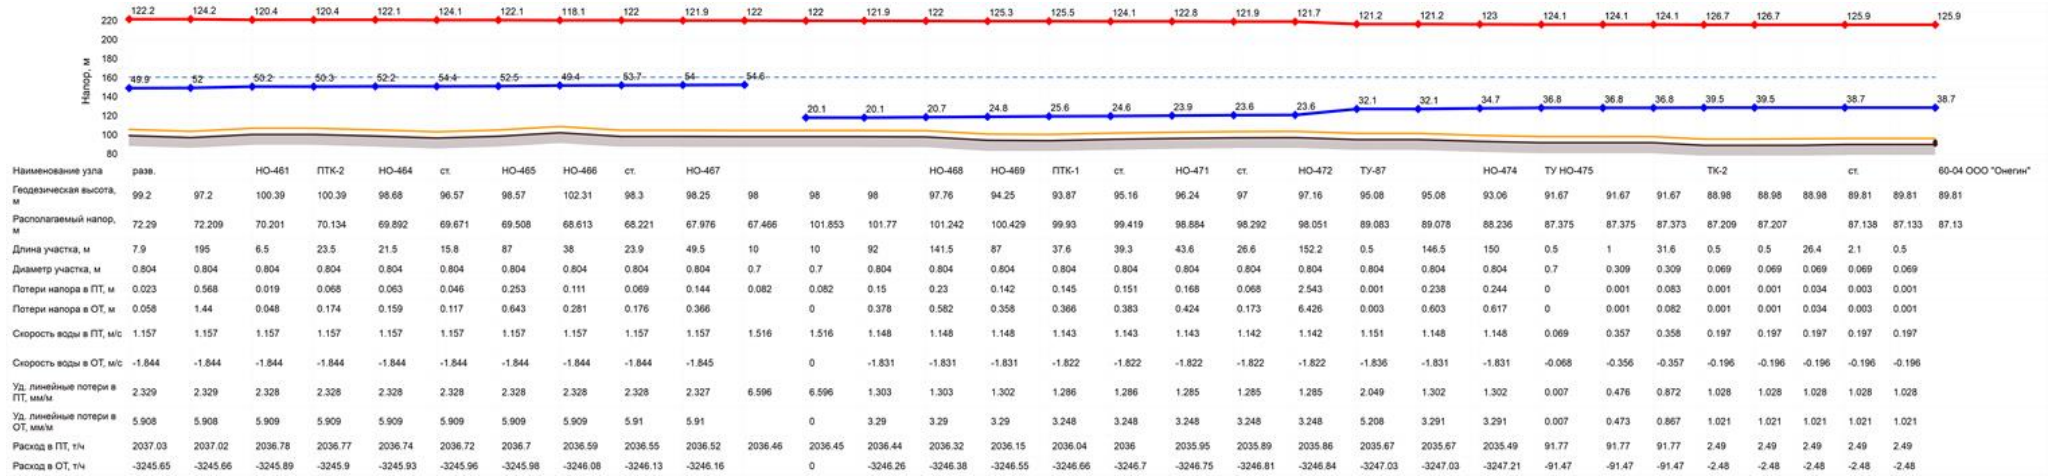 122.2 124.2 120.4 120.4 122.1 124.1 122.1 118.1 122 121.9 122 122 121.9 122 125.3 125.5 124.1 122.8 121.9 121.7 121.2 121.2 123 124.1 124.1 124.1 126.7 126.7 125.9 125.9
220
200
180
160
140
120
100
80
Напор, м
49.9 52 50.2 50.3 52.2 54.4 52.5 49.4 53.7 54 54.6
20.1 20.1 20.7 24.8 25.6 24.6 23.9 23.6 23.6 32.1 32.1 34.7 36.8 36.8 36.8 39.5 39.5 38.7 38.7
Наименование узла разв. НО-461 ПТК-2 НО-464 ст. НО-465 НО-466 ст. НО-467 НО-468 НО-469 ПТК-1 ст. НО-471 ст. НО-472 ТУ-87 НО-474 ТУ НО-475 ТК-2 ст. 60-04 ООО "Онегин"
Геодезическая высота, м 99.2 97.2 100.39 100.39 98.68 96.57 98.57 102.31 98.3 98.25 98 98 98 97.76 94.25 93.87 95.16 96.24 97 97.16 95.08 95.08 93.06 91.67 91.67 91.67 88.98 88.98 88.98 89.81 89.81 89.81
Располагаемый напор, м 72.29 72.209 70.201 70.134 69.892 69.671 69.508 68.613 68.221 67.976 67.466 101.853 101.77 101.242 100.429 99.93 99.419 98.884 98.292 98.051 89.083 89.078 88.236 87.375 87.375 87.373 87.209 87.207 87.138 87.133 87.13
Длина участка, м 7.9 195 6.5 23.5 21.5 15.8 87 38 23.9 49.5 10 10 92 141.5 87 37.6 39.3 43.6 26.6 152.2 0.5 146.5 150 0.5 1 31.6 0.5 0.5 26.4 2.1 0.5
Диаметр участка, м 0.804 0.804 0.804 0.804 0.804 0.804 0.804 0.804 0.804 0.804 0.7 0.7 0.804 0.804 0.804 0.804 0.804 0.804 0.804 0.804 0.804 0.804 0.804 0.7 0.309 0.309 0.069 0.069 0.069 0.069 0.069
Потери напора в ПТ, м 0.023 0.568 0.019 0.068 0.063 0.046 0.253 0.111 0.069 0.144 0.082 0.082 0.15 0.23 0.142 0.145 0.151 0.168 0.068 2.543 0.001 0.238 0.244 0 0.001 0.083 0.001 0.001 0.034 0.003 0.001
Потери напора в ОТ, м 0.058 1.44 0.048 0.174 0.159 0.117 0.643 0.281 0.176 0.366 0 0.378 0.582 0.358 0.366 0.383 0.424 0.173 6.426 0.003 0.603 0.617 0 0.001 0.082 0.001 0.001 0.034 0.003 0.001
Скорость воды в ПТ, м/с 1.157 1.157 1.157 1.157 1.157 1.157 1.157 1.157 1.157 1.157 1.516 1.516 1.148 1.148 1.148 1.143 1.143 1.143 1.142 1.142 1.151 1.148 1.148 0.069 0.357 0.358 0.197 0.197 0.197 0.197 0.197
Скорость воды в ОТ, м/с -1.844 -1.844 -1.844 -1.844 -1.844 -1.844 -1.844 -1.844 -1.844 -1.845 0 -1.831 -1.831 -1.831 -1.822 -1.822 -1.822 -1.822 -1.822 -1.836 -1.831 -1.831 -0.068 -0.356 -0.357 -0.196 -0.196 -0.196 -0.196 -0.196
Уд. линейные потери в ПТ, мм/м 2.329 2.329 2.328 2.328 2.328 2.328 2.328 2.328 2.328 2.327 6.596 6.596 1.303 1.303 1.302 1.286 1.286 1.285 1.285 1.285 2.049 1.302 1.302 0.007 0.476 0.872 1.028 1.028 1.028 1.028 1.028
Уд. линейные потери в ОТ, мм/м 5.908 5.908 5.909 5.909 5.909 5.909 5.909 5.909 5.91 5.91 0 3.29 3.29 3.29 3.248 3.248 3.248 3.248 3.248 5.208 3.291 3.291 0.007 0.473 0.867 1.021 1.021 1.021 1.021 1.021
Расход в ПТ, т/ч 2037.03 2037.02 2036.78 2036.77 2036.74 2036.72 2036.7 2036.59 2036.55 2036.52 2036.46 2036.45 2036.44 2036.32 2036.15 2036.04 2036 2035.95 2035.89 2035.86 2035.67 2035.67 2035.49 91.77 91.77 91.77 2.49 2.49 2.49 2.49 2.49
Расход в ОТ, т/ч -3245.65 -3245.66 -3245.89 -3245.9 -3245.93 -3245.96 -3245.98 -3246.08 -3246.13 -3246.16 0 -3246.26 -3246.38 -3246.55 -3246.66 -3246.7 -3246.75 -3246.81 -3246.84 -3247.03 -3247.03 -3247.21 -91.47 -91.47 -91.47 -2.48 -2.48 -2.48 -2.48 -2.48